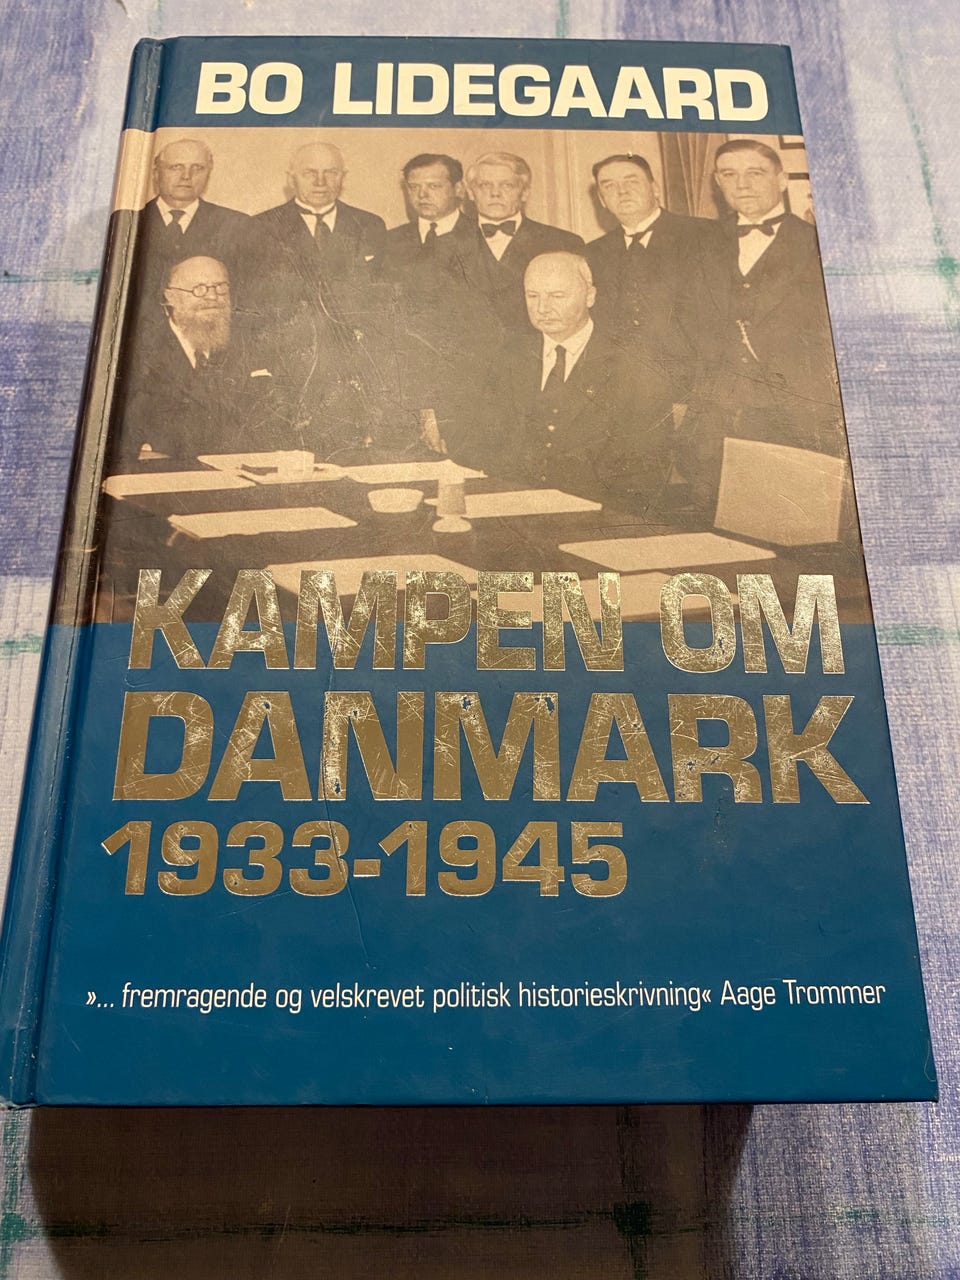 BO LIDEGAARD
KAMPEN OM
DANMARK
1933-1945
»... fremragende og velskrevet politisk historieskrivning« Aage Trommer